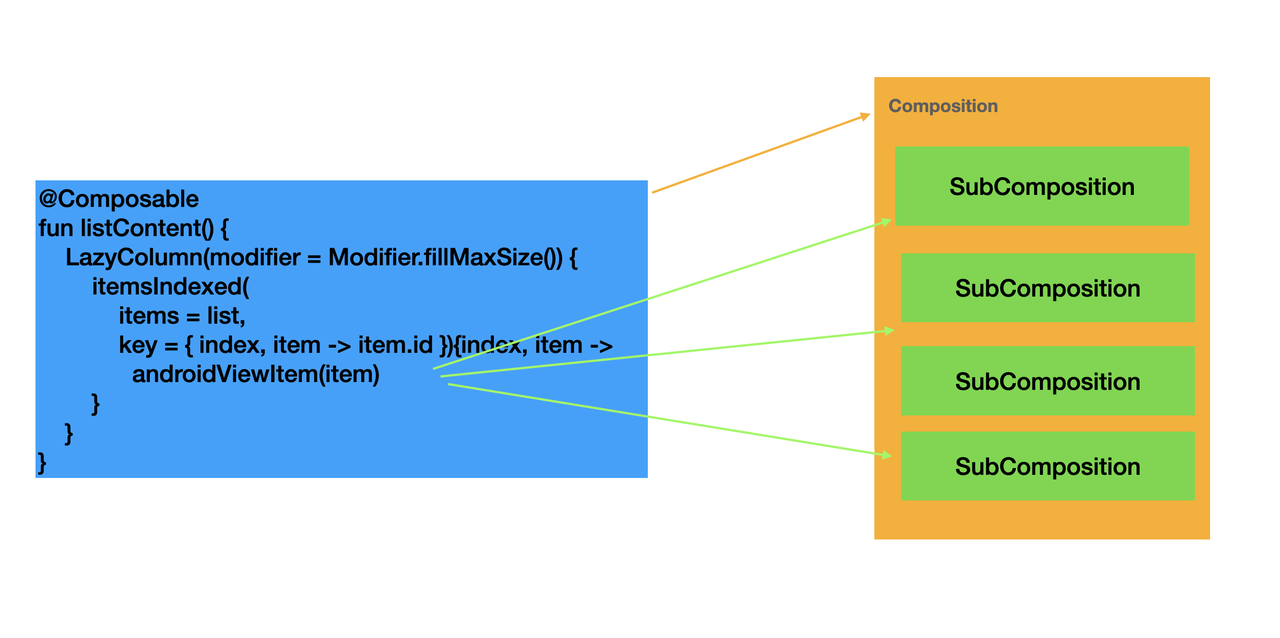 @Composable
fun listContent() {
LazyColumn(modifier = Modifier.fillMaxSize()) {
itemsIndexed(
items = list,
key = { index, item -> item.id }){index, item ->
androidViewItem(item)
}
}
}
Composition
SubComposition
SubComposition
SubComposition
SubComposition